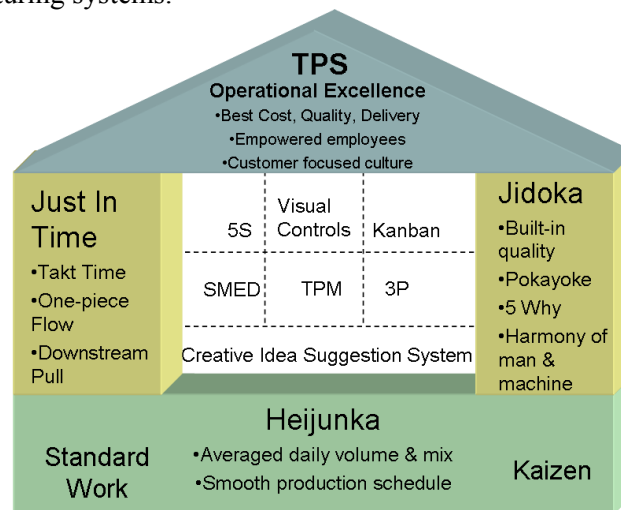 TPS
Operational Excellence
•Best Cost, Quality, Delivery
•Empowered employees
•Customer focused culture
Just In
Time
•Takt Time
•One-piece
Flow
•Downstream
Pull
5S
Visual
Controls
Kanban
SMED
TPM
3P
Creative Idea Suggestion System
Jidoka
•Built-in
quality
•Pokayoke
•5 Why
•Harmony of
man &
machine
Standard
Work
Heijunka
•Averaged daily volume & mix
•Smooth production schedule
Kaizen